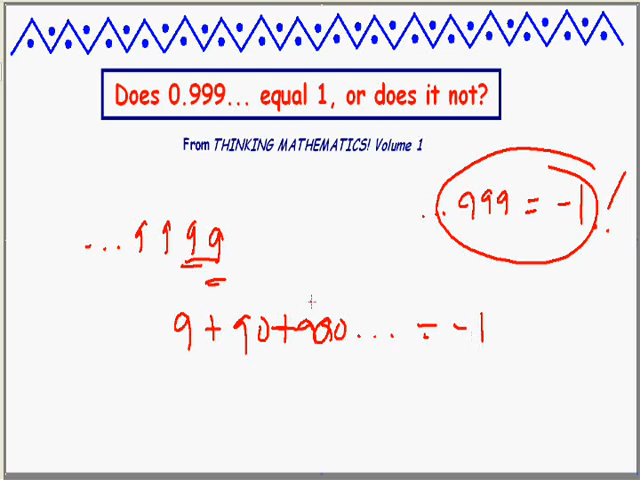 Does 0.999... equal 1, or does it not?
From THINKING MATHEMATICS! Volume 1
...999 = -1!
...9999
9 + 90 + 900... = -1